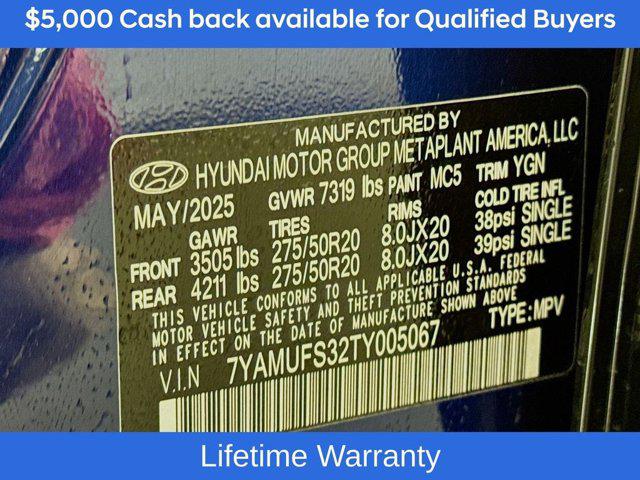 $5,000 Cash back available for Qualified Buyers
MANUFACTURED BY
HYUNDAI MOTOR GROUP METAPLANT AMERICA, LLC
MAY/2025 GVWR 7319 lbs PAINT MC5 TRIM YGN
GAWR TIRES RIMS COLD TIRE INFL
FRONT 3505 lbs 275/50R20 8.0JX20 38psi SINGLE
REAR 4211 lbs 275/50R20 8.0JX20 39psi SINGLE
THIS VEHICLE CONFORMS TO ALL APPLICABLE U.S.A. FEDERAL
MOTOR VEHICLE SAFETY AND THEFT PREVENTION STANDARDS
IN EFFECT ON THE DATE OF MANUFACTURE SHOWN ABOVE
V.I.N 7YAMUFS32TY005067 TYPE: MPV
Lifetime Warranty